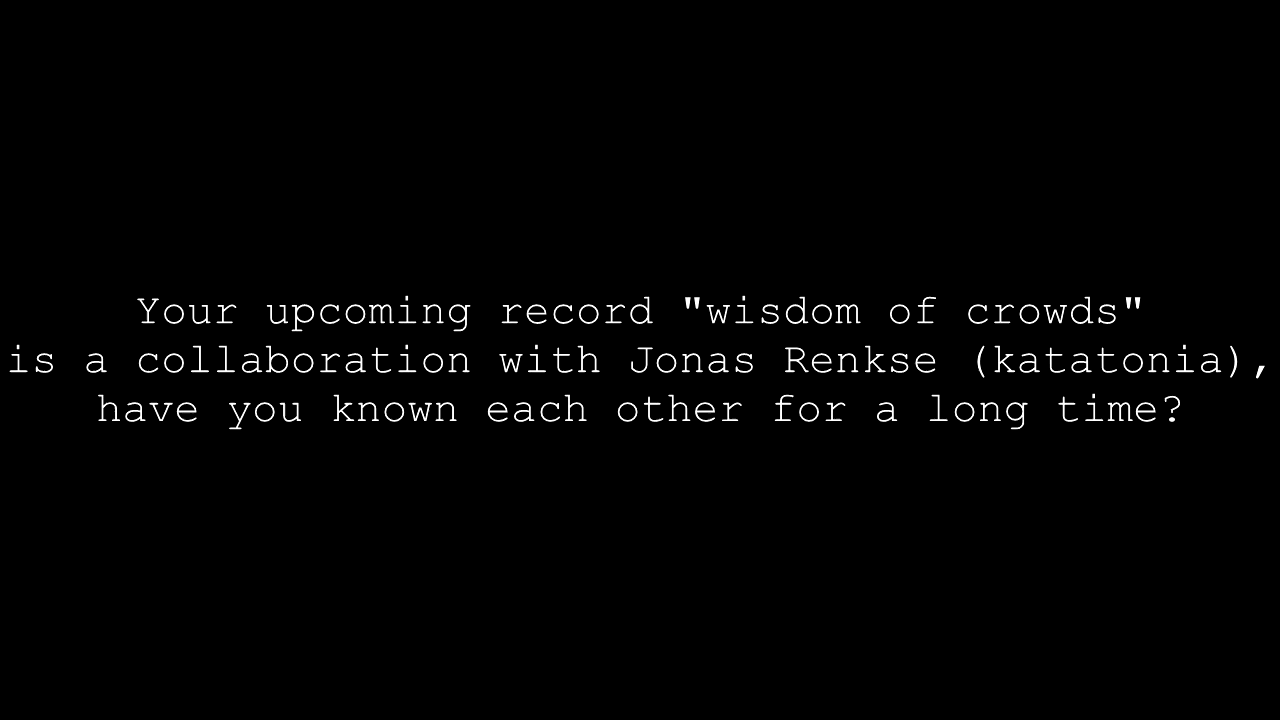 Your upcoming record "wisdom of crowds"
is a collaboration with Jonas Renkse (katatonia),
have you known each other for a long time?